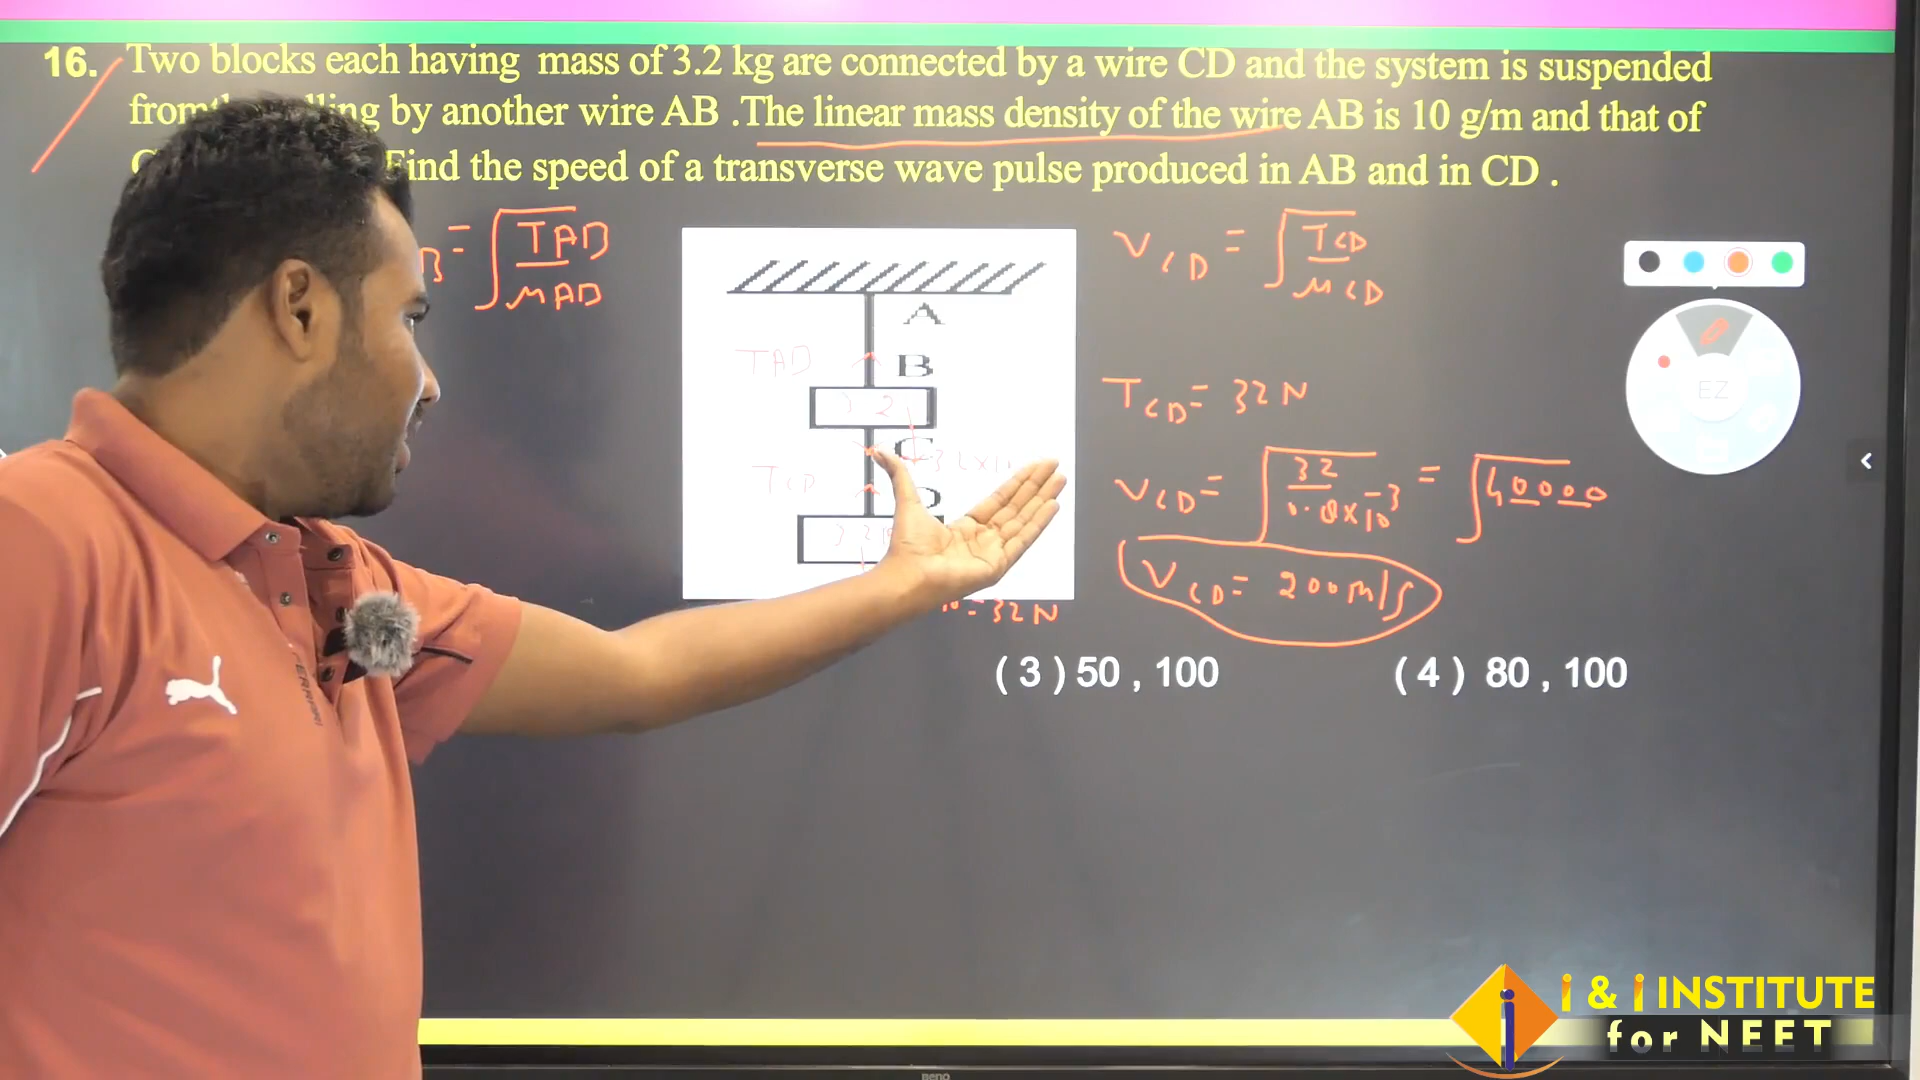 16. Two blocks each having mass of 3.2 kg are connected by a wire CD and the system is suspended
by another wire AB .The linear mass density of the wire AB is 10 g/m and that of
Find the speed of a transverse wave pulse produced in AB and in CD .
= √TAB/μAB
VCD = √TCD/μCD
A
TAB
B
TCD = 32 N
C
TCD
VCD = √32/0.8×10-3 = √40000
VCD = 200 m/s
= 32 N
( 3 ) 50 , 100
( 4 ) 80 , 100
EZ
i & i INSTITUTE
for NEET
BenQ